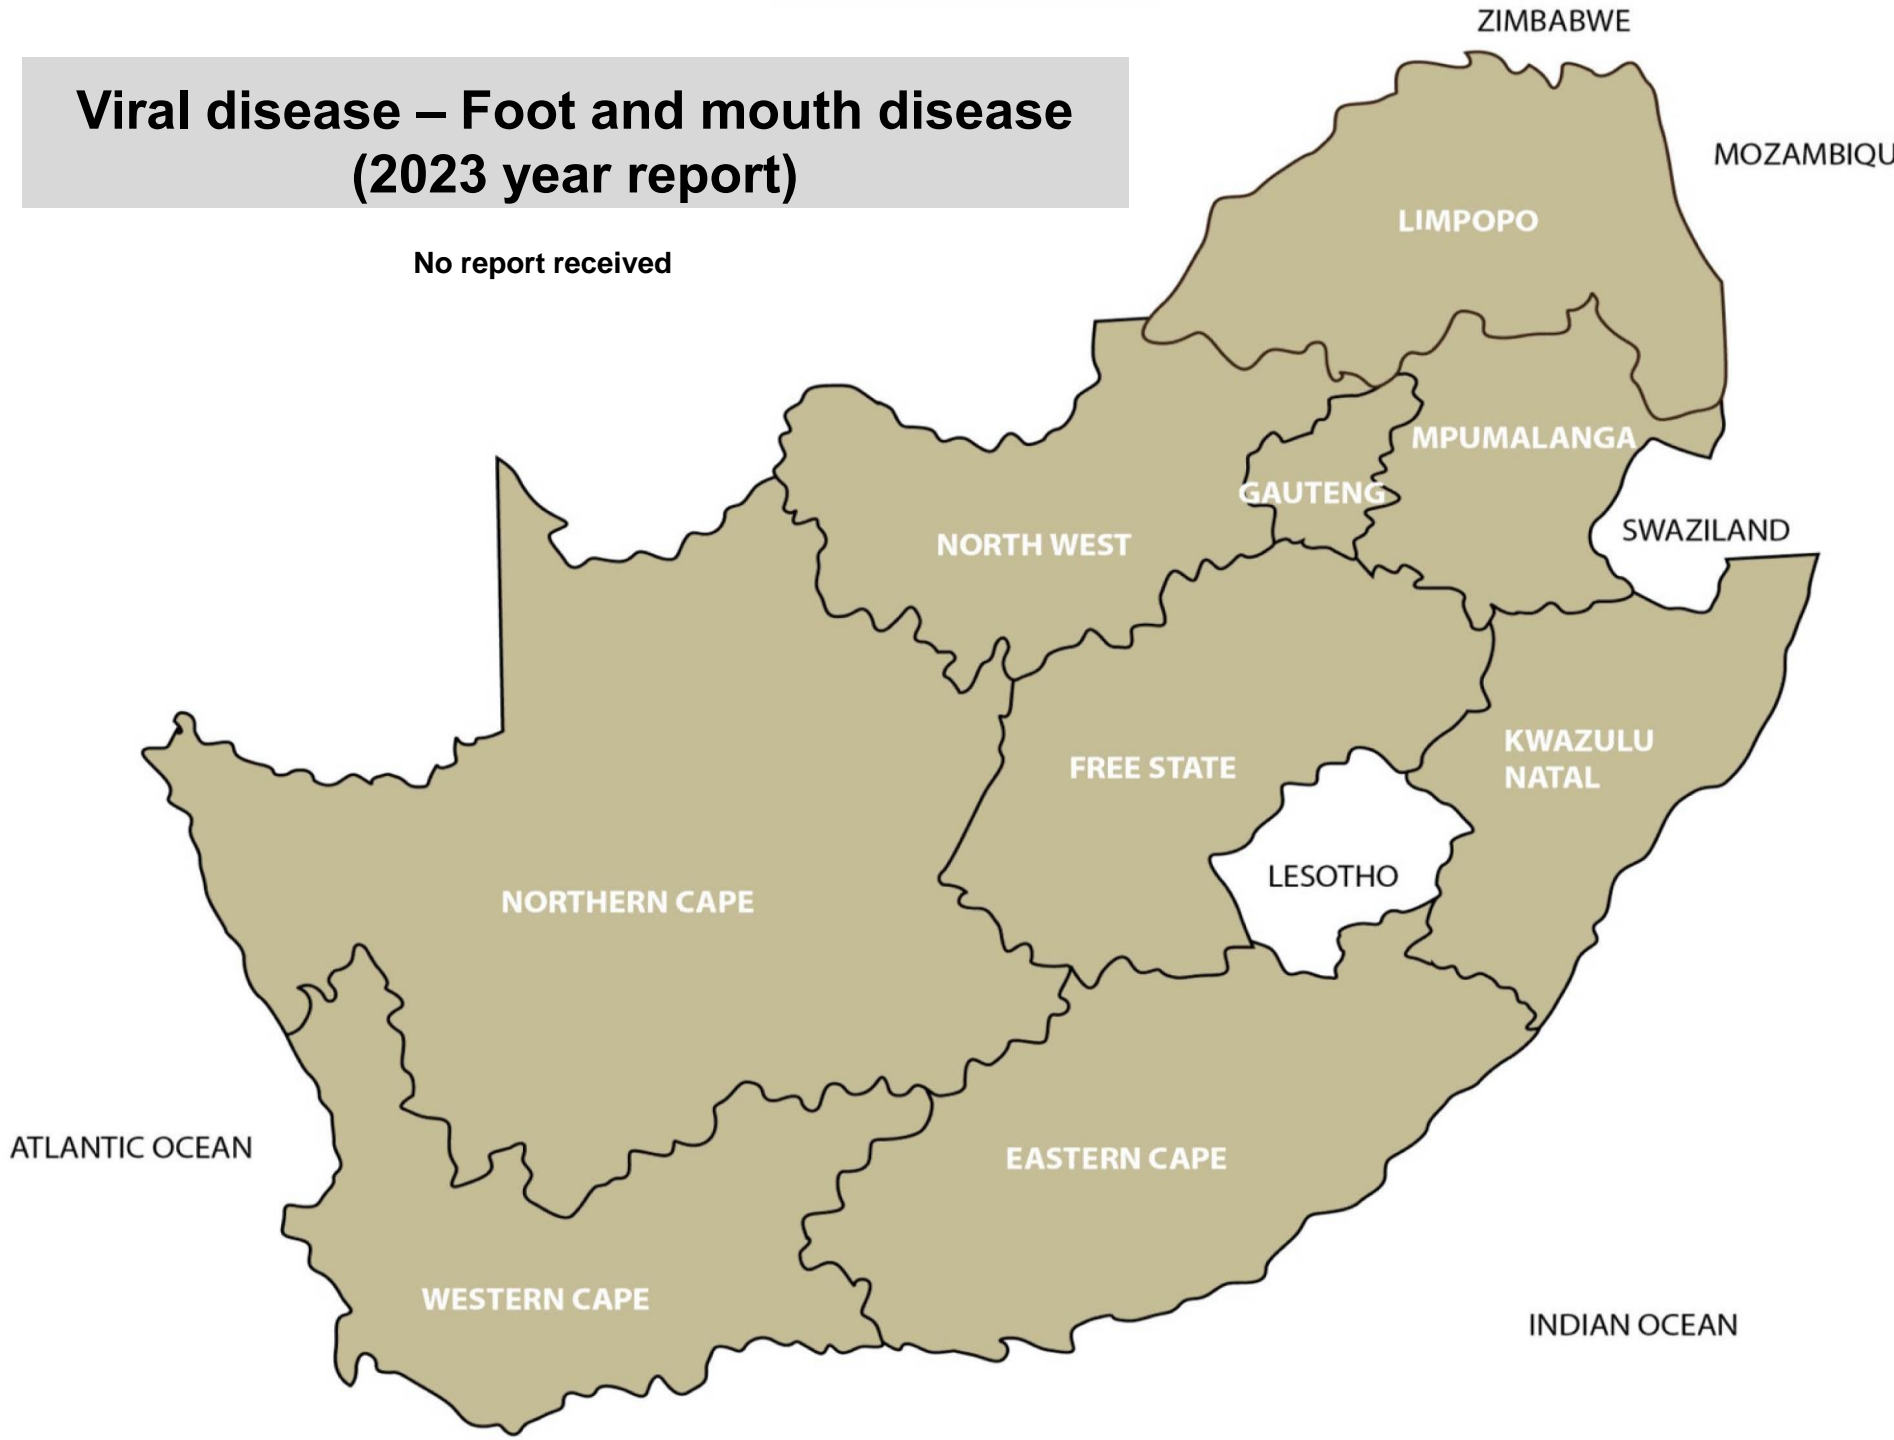 ZIMBABWE
Viral disease – Foot and mouth disease
(2023 year report)
MOZAMBIQU
LIMPOPO
No report received
MPUMALANGA
GAUTENG
SWAZILAND
NORTH WEST
KWAZULU
NATAL
FREE STATE
LESOTHO
NORTHERN CAPE
ATLANTIC OCEAN
EASTERN CAPE
WESTERN CAPE
INDIAN OCEAN